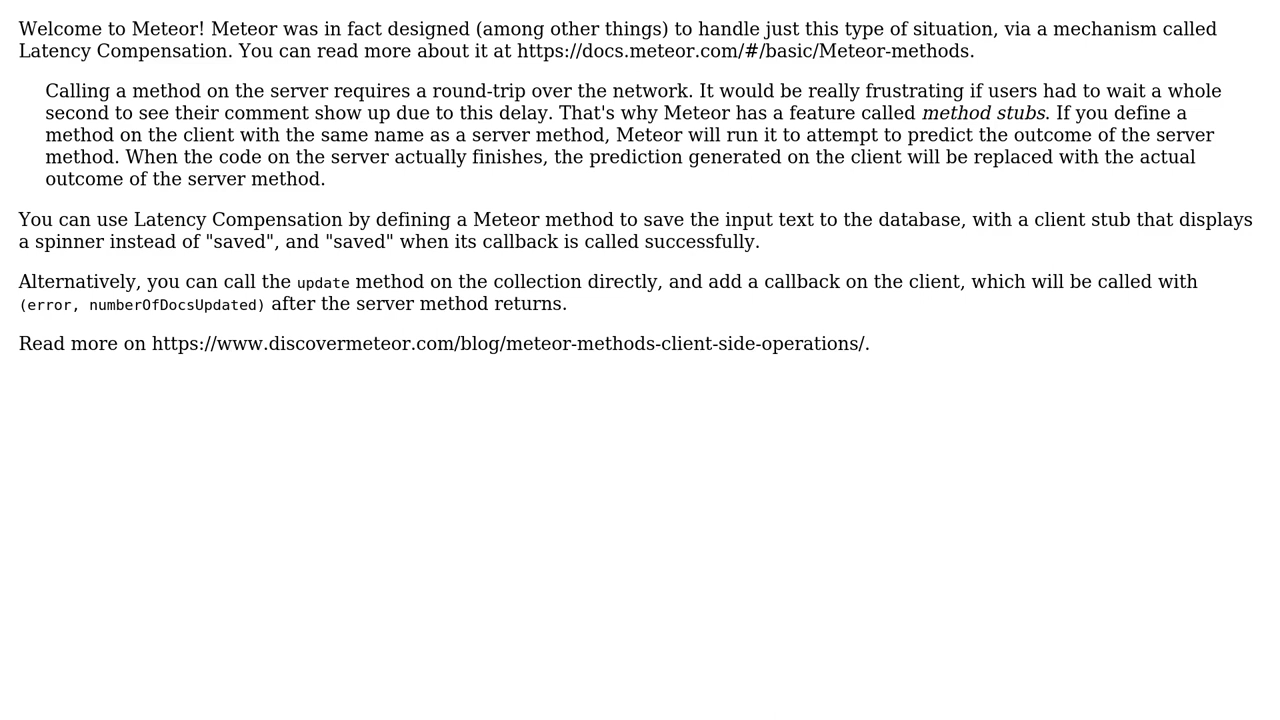 Welcome to Meteor! Meteor was in fact designed (among other things) to handle just this type of situation, via a mechanism called
Latency Compensation. You can read more about it at https://docs.meteor.com/#/basic/Meteor-methods.
Calling a method on the server requires a round-trip over the network. It would be really frustrating if users had to wait a whole
second to see their comment show up due to this delay. That's why Meteor has a feature called method stubs. If you define a
method on the client with the same name as a server method, Meteor will run it to attempt to predict the outcome of the server
method. When the code on the server actually finishes, the prediction generated on the client will be replaced with the actual
outcome of the server method.
You can use Latency Compensation by defining a Meteor method to save the input text to the database, with a client stub that displays
a spinner instead of "saved", and "saved" when its callback is called successfully.
Alternatively, you can call the update method on the collection directly, and add a callback on the client, which will be called with
(error, numberOfDocsUpdated) after the server method returns.
Read more on https://www.discovermeteor.com/blog/meteor-methods-client-side-operations/.